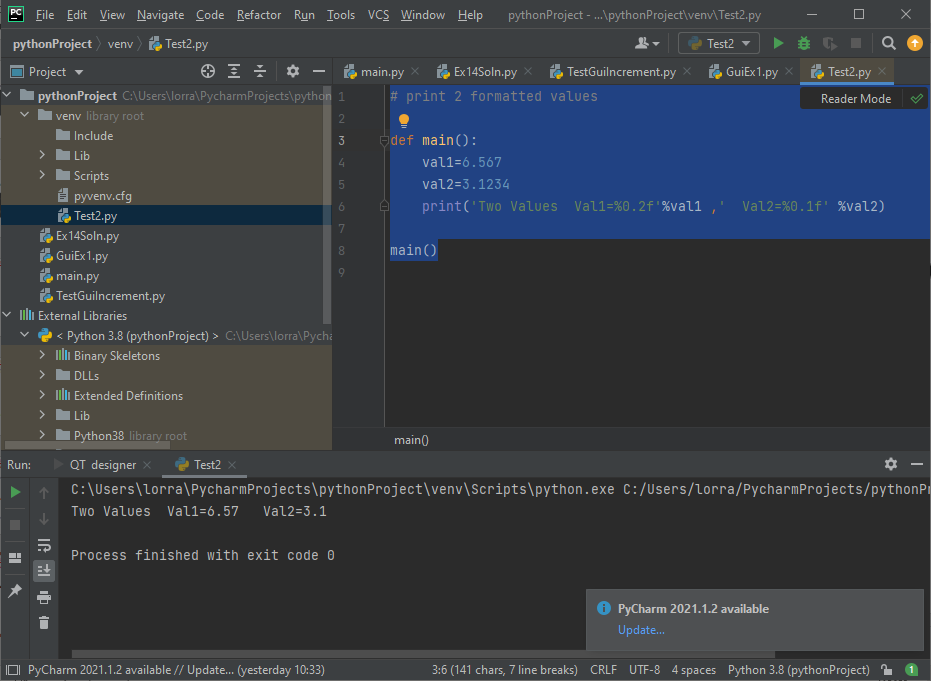 PC File Edit View Navigate Code Refactor Run Tools VCS Window Help pythonProject - ...\pythonProject\venv\Test2.py
pythonProject venv Test2.py Test2
Project main.py Ex14Soln.py TestGuiIncrement.py GuiEx1.py Test2.py
pythonProject C:\Users\lorra\PycharmProjects\python
venv library root
Include
Lib
Scripts
pyvenv.cfg
Test2.py
Ex14Soln.py
GuiEx1.py
main.py
TestGuiIncrement.py
External Libraries
< Python 3.8 (pythonProject) > C:\Users\lorra\Pycha
Binary Skeletons
DLLs
Extended Definitions
Lib
Python38 library root
Reader Mode
1 # print 2 formatted values
2
3 def main():
4 val1=6.567
5 val2=3.1234
6 print('Two Values  Val1=%0.2f'%val1 ,'  Val2=%0.1f' %val2)
7
8 main()
9
main()
Run: QT designer Test2
C:\Users\lorra\PycharmProjects\pythonProject\venv\Scripts\python.exe C:/Users/lorra/PycharmProjects/pythonP
Two Values  Val1=6.57   Val2=3.1
Process finished with exit code 0
PyCharm 2021.1.2 available
Update...
PyCharm 2021.1.2 available // Update... (yesterday 10:33) 3:6 (141 chars, 7 line breaks) CRLF UTF-8 4 spaces Python 3.8 (pythonProject) 1